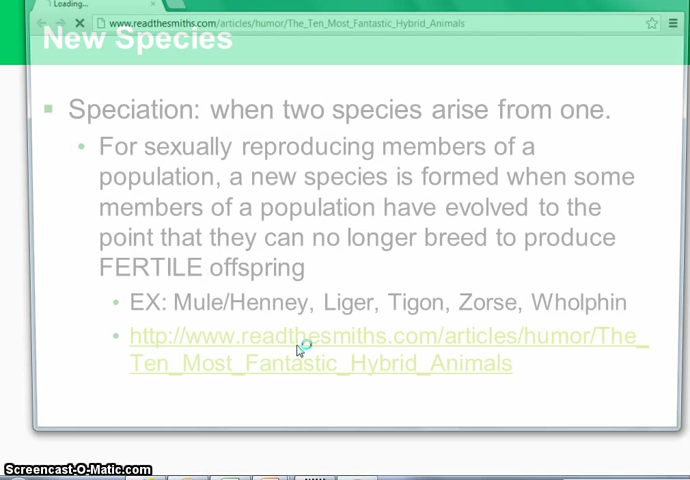 Loading...
www.readthesmiths.com/articles/humor/The_Ten_Most_Fantastic_Hybrid_Animals
New Species
Speciation: when two species arise from one.
For sexually reproducing members of a
population, a new species is formed when some
members of a population have evolved to the
point that they can no longer breed to produce
FERTILE offspring
EX: Mule/Henney, Liger, Tigon, Zorse, Wholphin
http://www.readthesmiths.com/articles/humor/The_
Ten_Most_Fantastic_Hybrid_Animals
Screencast-O-Matic.com